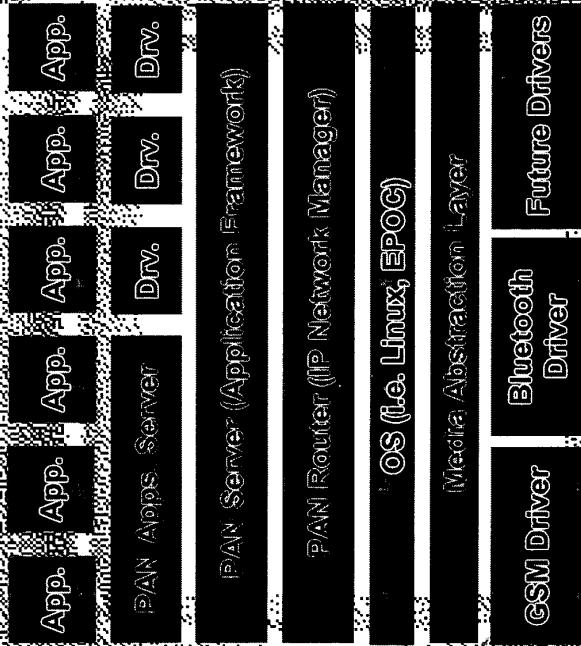 App. App. App. App. App. App.
PAN Apps. Server Drv. Drv. Drv.
PAN Server (Application Framework)
PAN Router (IP Network Manager)
OS (i.e. Linux, EPOC)
Media Abstraction Layer
GSM Driver
Bluetooth
Driver
Future Drivers